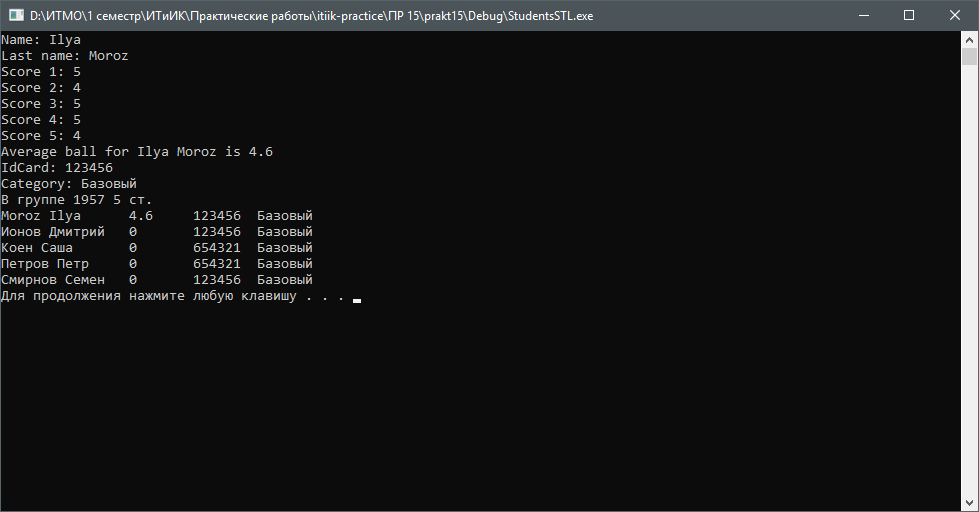 D:\ИТМО\1 семестр\ИТиИК\Практические работы\itiik-practice\ПР 15\prakt15\Debug\StudentsSTL.exe
Name: Ilya
Last name: Moroz
Score 1: 5
Score 2: 4
Score 3: 5
Score 4: 5
Score 5: 4
Average ball for Ilya Moroz is 4.6
IdCard: 123456
Category: Базовый
В группе 1957 5 ст.
Moroz Ilya      4.6     123456  Базовый
Ионов Дмитрий   0       123456  Базовый
Коен Саша       0       654321  Базовый
Петров Петр     0       654321  Базовый
Смирнов Семен   0       123456  Базовый
Для продолжения нажмите любую клавишу . . .